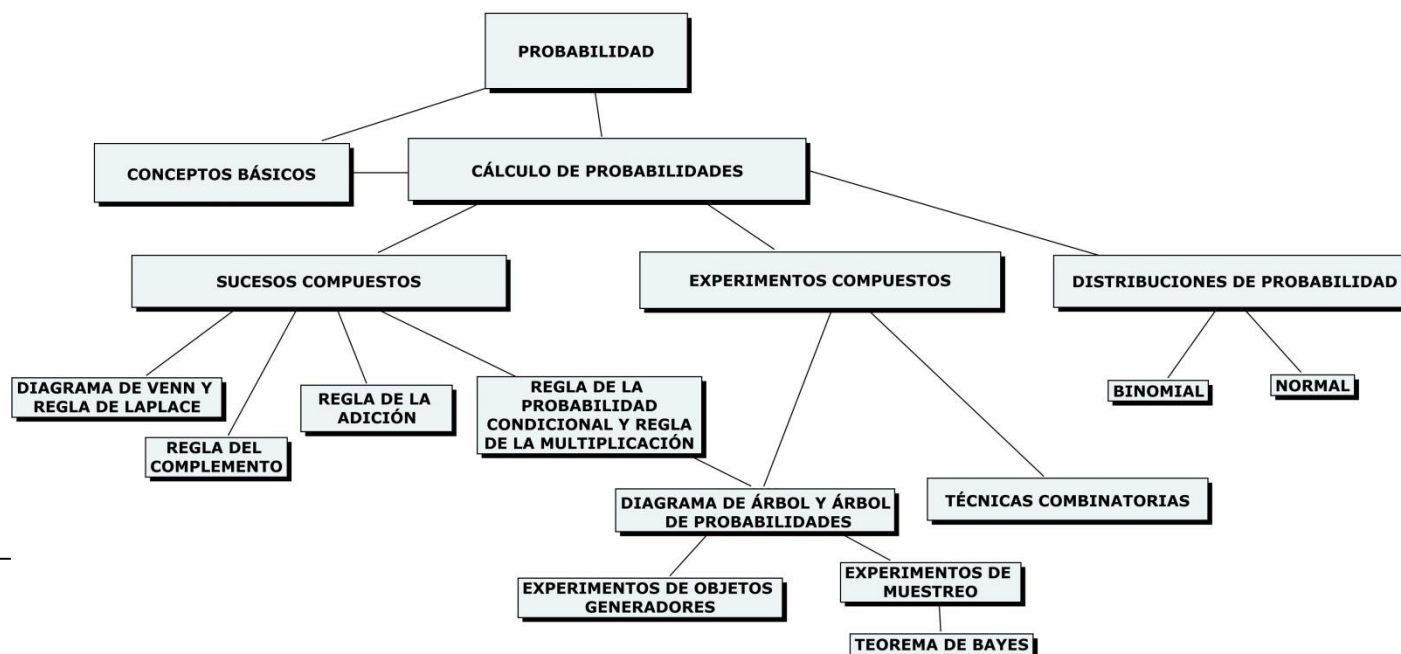 PROBABILIDAD
CONCEPTOS BÁSICOS
CÁLCULO DE PROBABILIDADES
SUCESOS COMPUESTOS
EXPERIMENTOS COMPUESTOS
DISTRIBUCIONES DE PROBABILIDAD
DIAGRAMA DE VENN Y
REGLA DE LAPLACE
REGLA DEL
COMPLEMENTO
REGLA DE LA
ADICIÓN
REGLA DE LA
PROBABILIDAD
CONDICIONAL Y REGLA
DE LA MULTIPLICACIÓN
BINOMIAL
NORMAL
DIAGRAMA DE ÁRBOL Y ÁRBOL
DE PROBABILIDADES
TÉCNICAS COMBINATORIAS
EXPERIMENTOS DE OBJETOS
GENERADORES
EXPERIMENTOS DE
MUESTREO
TEOREMA DE BAYES